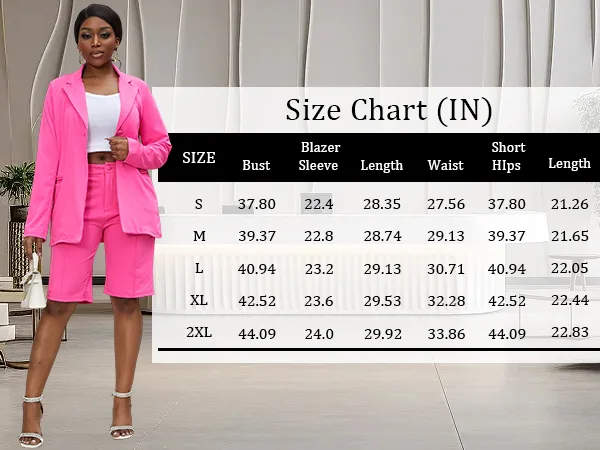 Size Chart (IN)
SIZE Bust Blazer Sleeve Length Waist Short HIps Length
S 37.80 22.4 28.35 27.56 37.80 21.26
M 39.37 22.8 28.74 29.13 39.37 21.65
L 40.94 23.2 29.13 30.71 40.94 22.05
XL 42.52 23.6 29.53 32.28 42.52 22.44
2XL 44.09 24.0 29.92 33.86 44.09 22.83